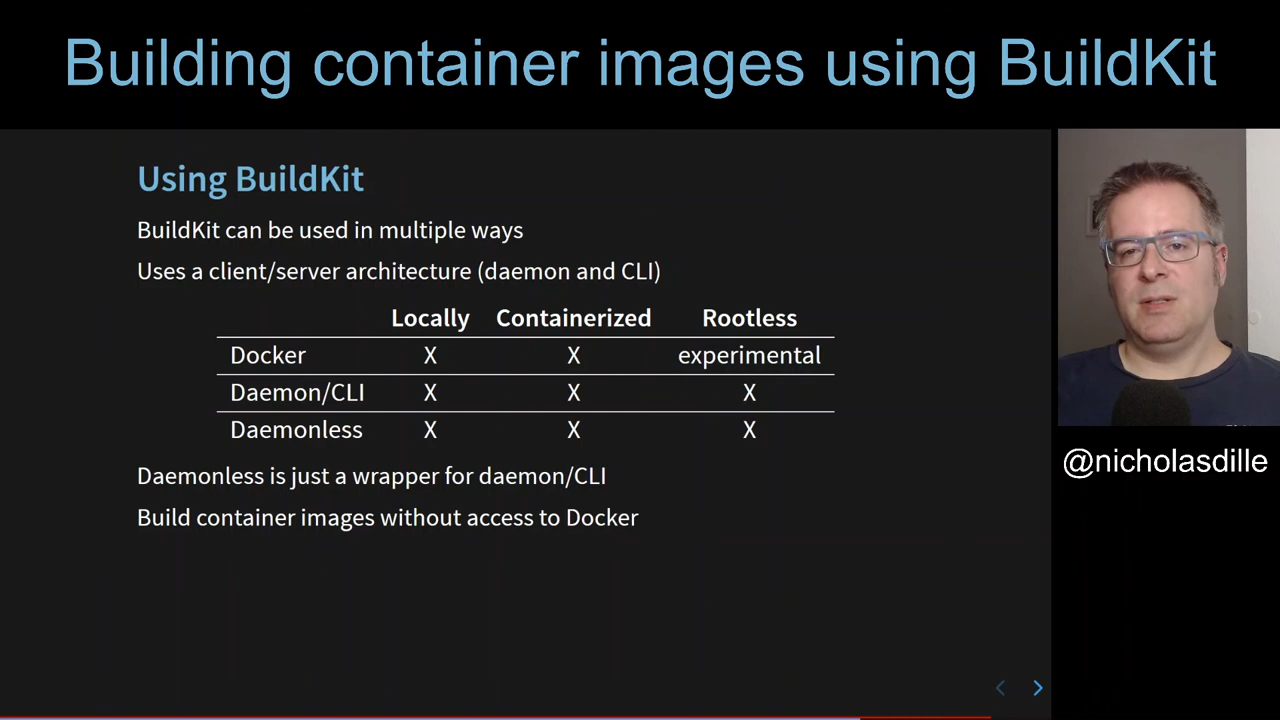 Building container images using BuildKit
Using BuildKit
BuildKit can be used in multiple ways
Uses a client/server architecture (daemon and CLI)
Locally Containerized Rootless
Docker X X experimental
Daemon/CLI X X X
Daemonless X X X
Daemonless is just a wrapper for daemon/CLI
Build container images without access to Docker
@nicholasdille